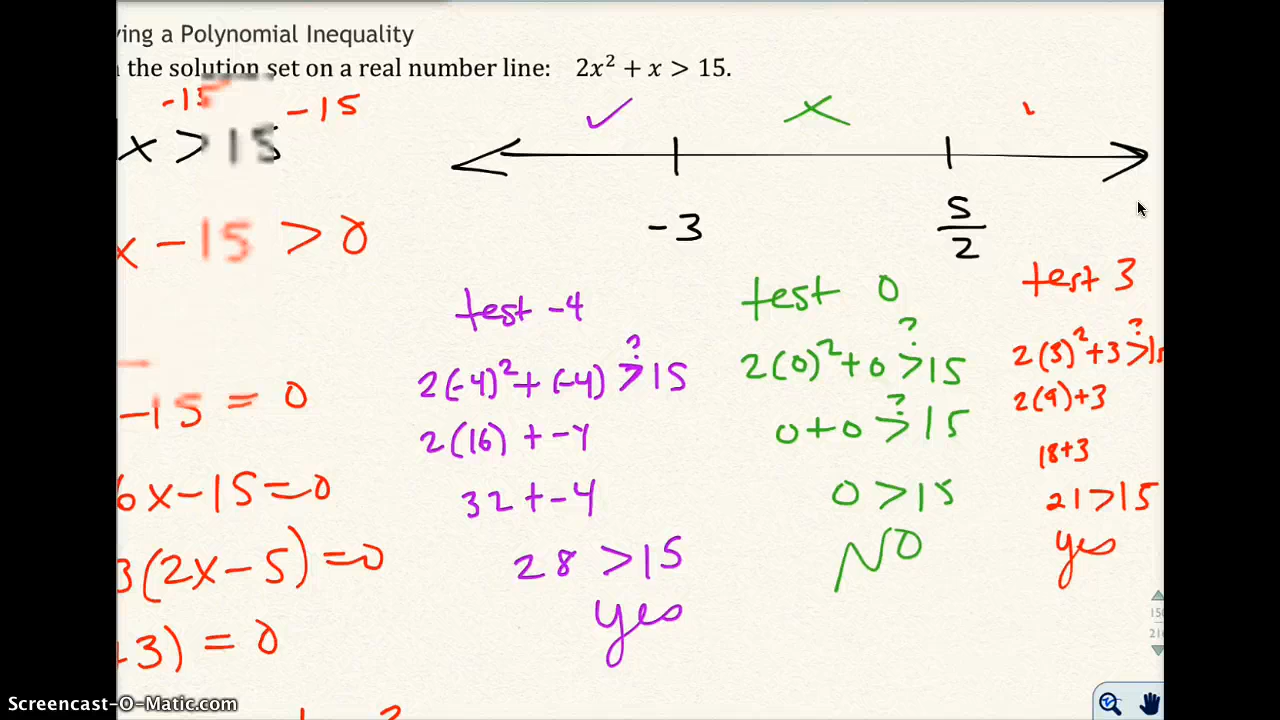 ving a Polynomial Inequality
the solution set on a real number line: 2x² + x > 15.
-15 -15
x > 15
x - 15 > 0
-15 = 0
6x - 15 = 0
3(2x - 5) = 0
3) = 0
-3
5/2
test -4
2(-4)² + (-4) ?> 15
2(16) + -4
32 + -4
28 > 15
yes
test 0
2(0)² + 0 ?> 15
0 + 0 ?> 15
0 > 15
NO
test 3
2(3)² + 3 ?> 15
2(9) + 3
18 + 3
21 > 15
yes
Screencast-O-Matic.com